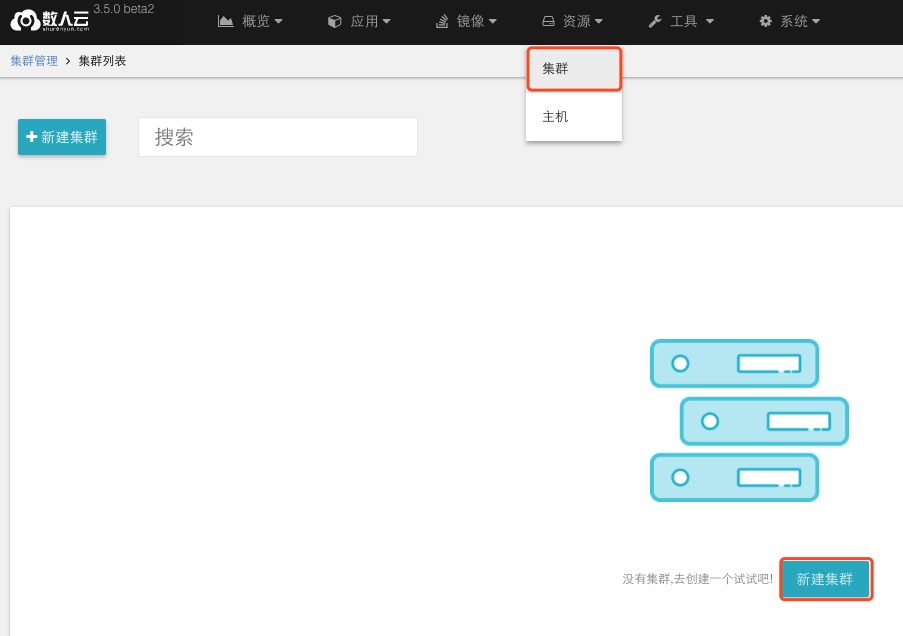 数人云 3.5.0 beta2
shurenyun.com
概览 应用 镜像 资源 工具 系统
集群管理 > 集群列表
集群
主机
+ 新建集群 搜索
没有集群,去创建一个试试吧! 新建集群